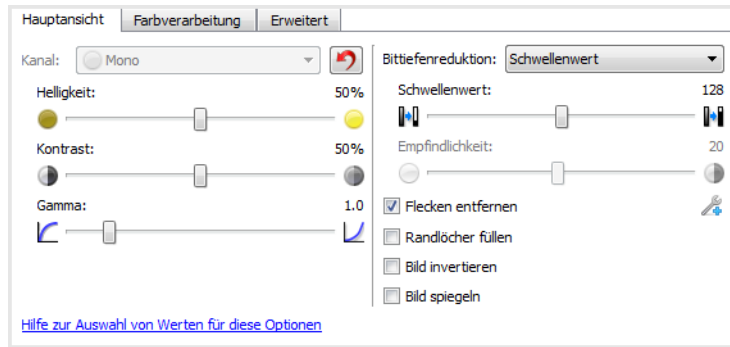 Hauptansicht Farbverarbeitung Erweitert
Kanal: Mono
Helligkeit: 50%
Kontrast: 50%
Gamma: 1.0
Bittiefenreduktion: Schwellenwert
Schwellenwert: 128
Empfindlichkeit: 20
Flecken entfernen
Randlöcher füllen
Bild invertieren
Bild spiegeln
Hilfe zur Auswahl von Werten für diese Optionen